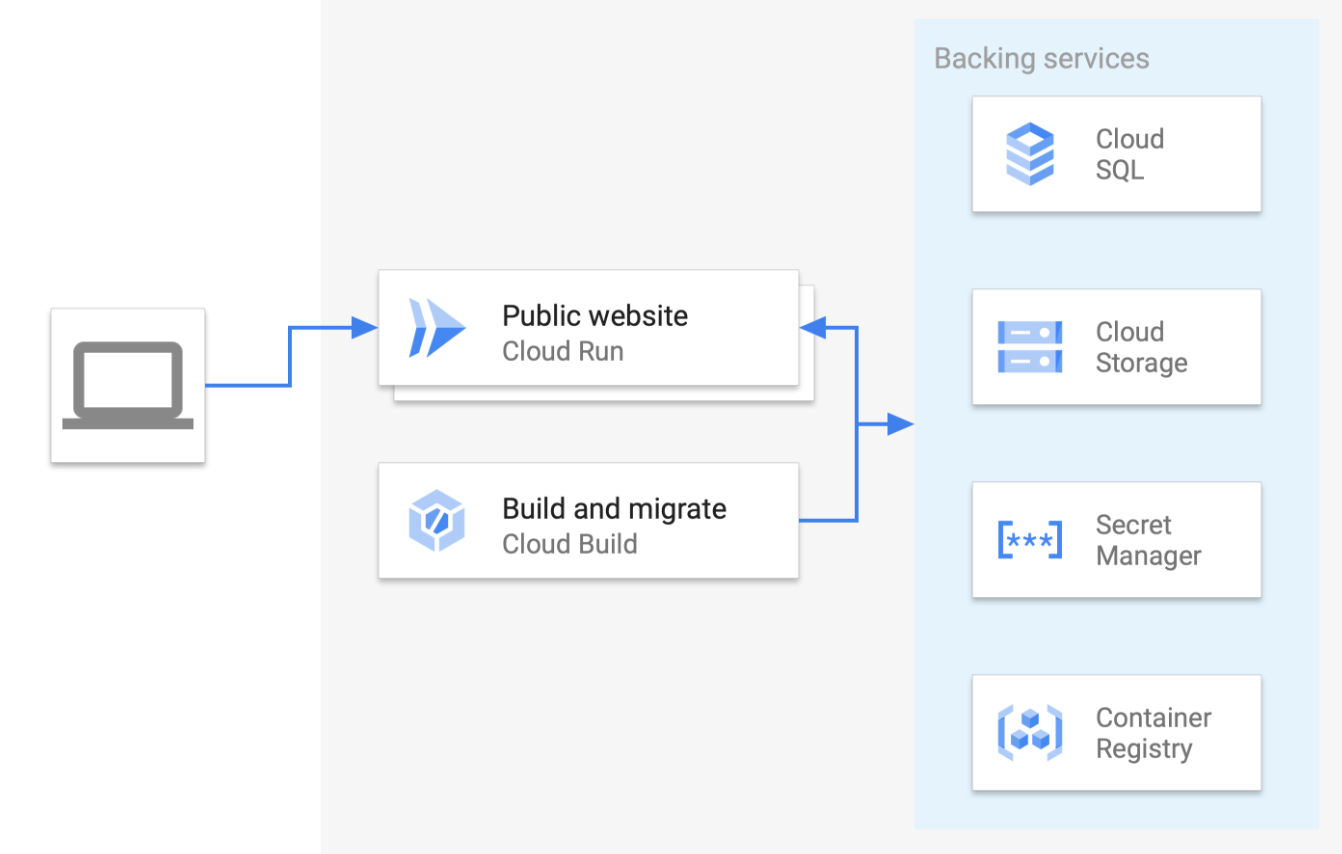 Backing services
Cloud
SQL
Public website
Cloud Run
Cloud
Storage
Build and migrate
Cloud Build
Secret
Manager
[***]
Container
Registry